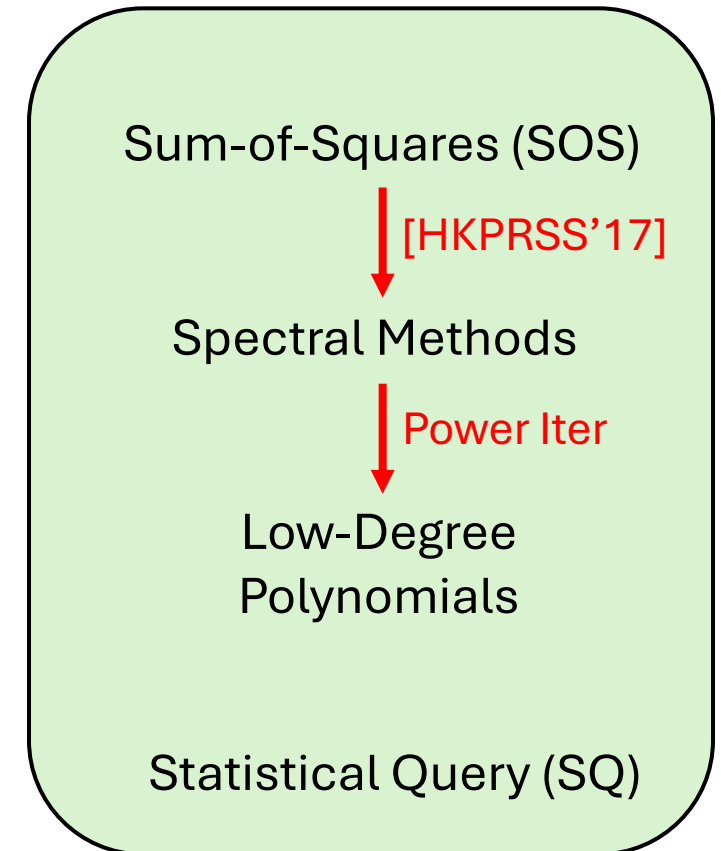 Sum-of-Squares (SOS)
[HKPRSS’17]
Spectral Methods
Power Iter
Low-Degree
Polynomials
Statistical Query (SQ)